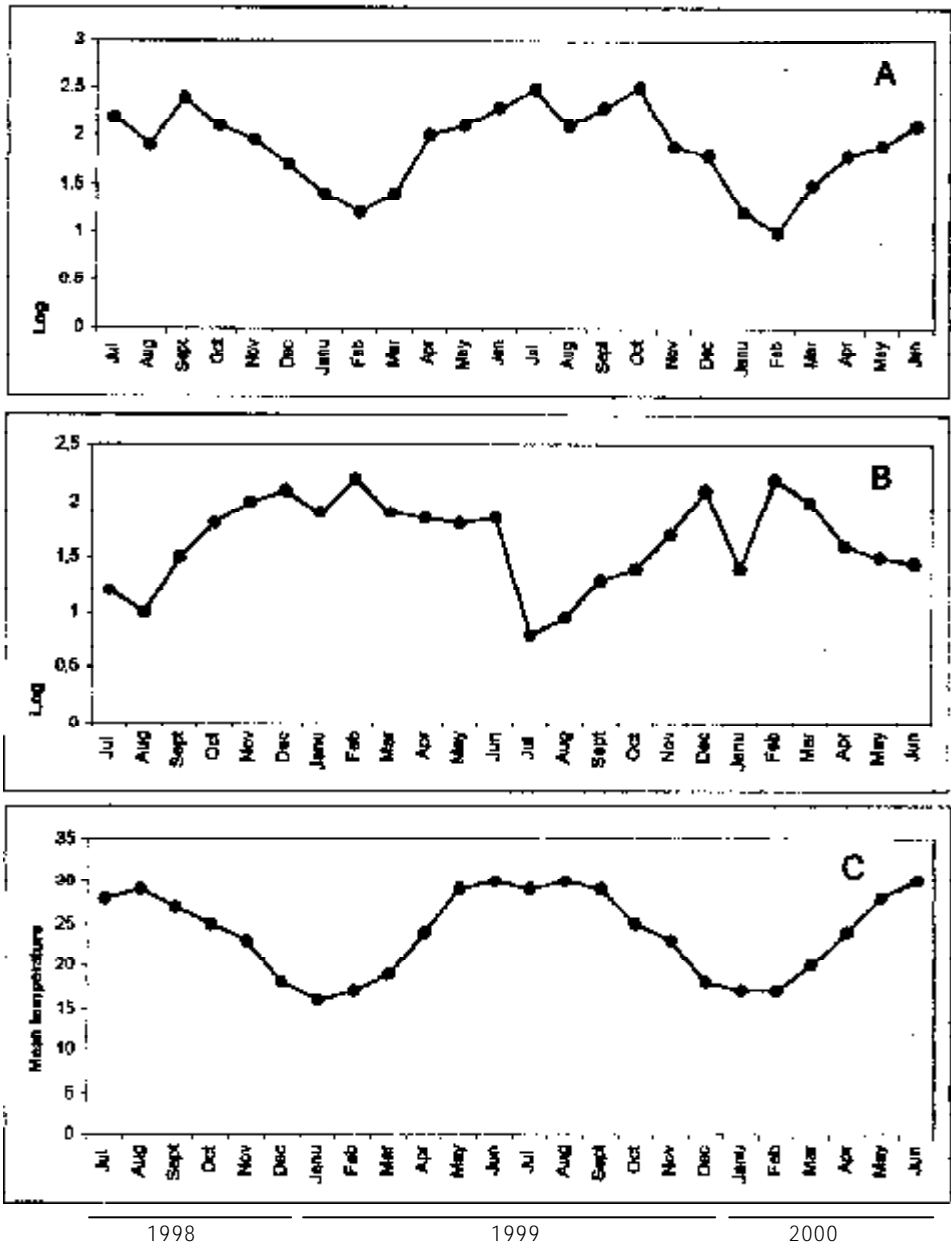 3
A
2.5
2
1.5
1
0.5
0
Log
Jul Aug Sept Oct Nov Dec Janu Feb Mar Apr May Jun Jul Aug Sept Oct Nov Dec Janu Feb Mar Apr May Jun
2,5
B
2
1,5
1
0,5
0
Log
Jul Aug Sept Oct Nov Dec Janu Feb Mar Apr May Jun Jul Aug Sept Oct Nov Dec Janu Feb Mar Apr May Jun
35
C
30
25
20
15
10
5
0
Mean temperature
Jul Aug Sept Oct Nov Dec Janu Feb Mar Apr May Jun Jul Aug Sept Oct Nov Dec Janu Feb Mar Apr May Jun
1998 1999 2000